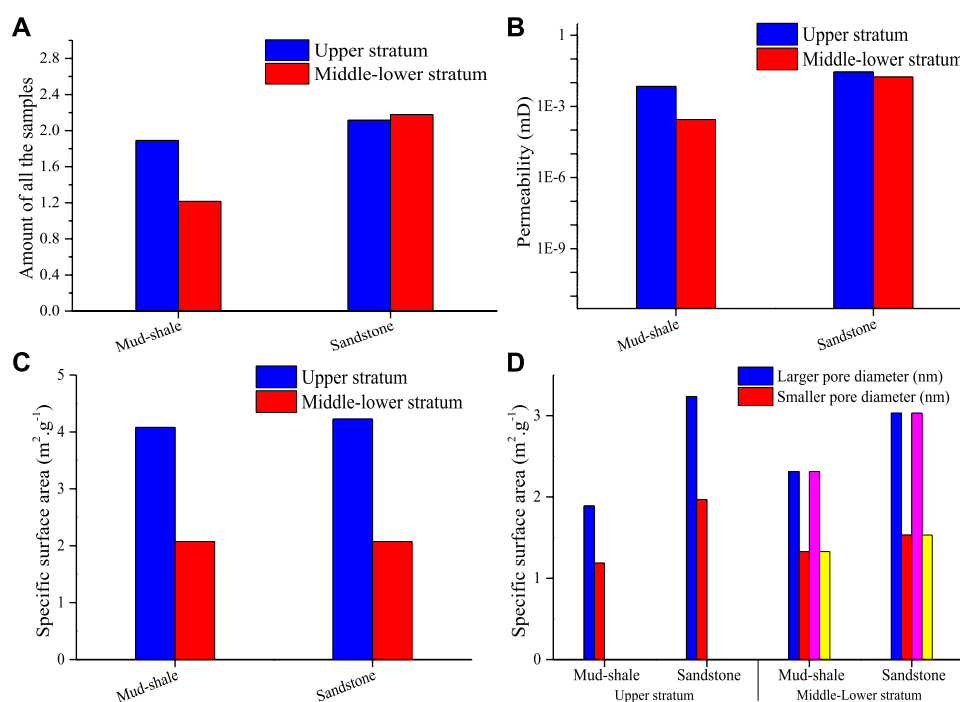 A
Upper stratum
Middle-lower stratum
Amount of all the samples
2.8
2.4
2.0
1.6
1.2
0.8
0.4
0.0
Mud-shale
Sandstone
B
Upper stratum
Middle-lower stratum
Permeability (mD)
1
1E-3
1E-6
1E-9
Mud-shale
Sandstone
C
Upper stratum
Middle-lower stratum
Specific surface area (m².g⁻¹)
5
4
3
2
1
0
Mud-shale
Sandstone
D
Larger pore diameter (nm)
Smaller pore diameter (nm)
Specific surface area (m².g⁻¹)
3
2
1
0
Mud-shale
Sandstone
Mud-shale
Sandstone
Upper stratum
Middle-Lower stratum